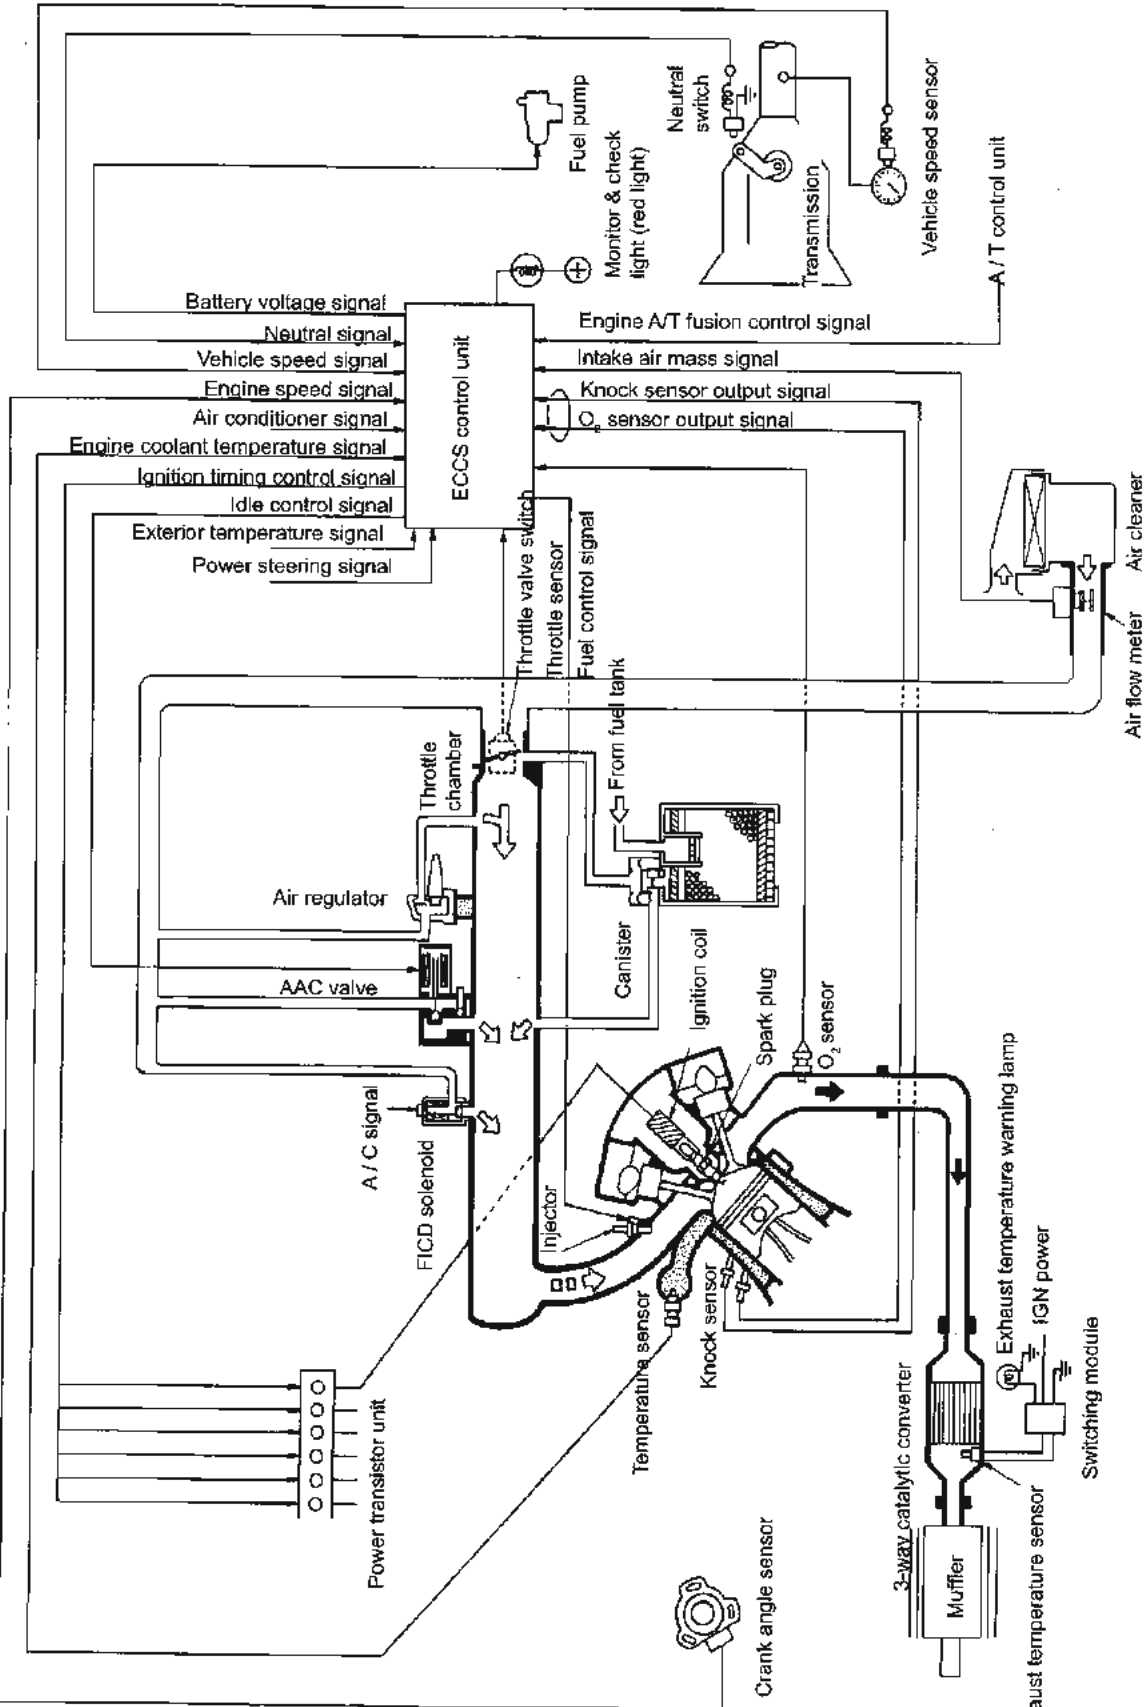 Fuel pump
Neutral
switch
Vehicle speed sensor
Monitor & check
light (red light)
Transmission
A / T control unit
Battery voltage signal
Neutral signal
Vehicle speed signal
Engine speed signal
Air conditioner signal
Engine coolant temperature signal
Ignition timing control signal
Idle control signal
Exterior temperature signal
Power steering signal
ECCS control unit
Engine A/T fusion control signal
Intake air mass signal
Knock sensor output signal
O2 sensor output signal
Throttle valve switch
Throttle sensor
Fuel control signal
Air cleaner
Air flow meter
From fuel tank
Throttle
chamber
Air regulator
AAC valve
Canister
Ignition coil
Spark plug
O2 sensor
A / C signal
FICD solenoid
Injector
Temperature sensor
Knock sensor
Exhaust temperature warning lamp
IGN power
Switching module
Power transistor unit
3-way catalytic converter
Muffler
Crank angle sensor
aust temperature sensor